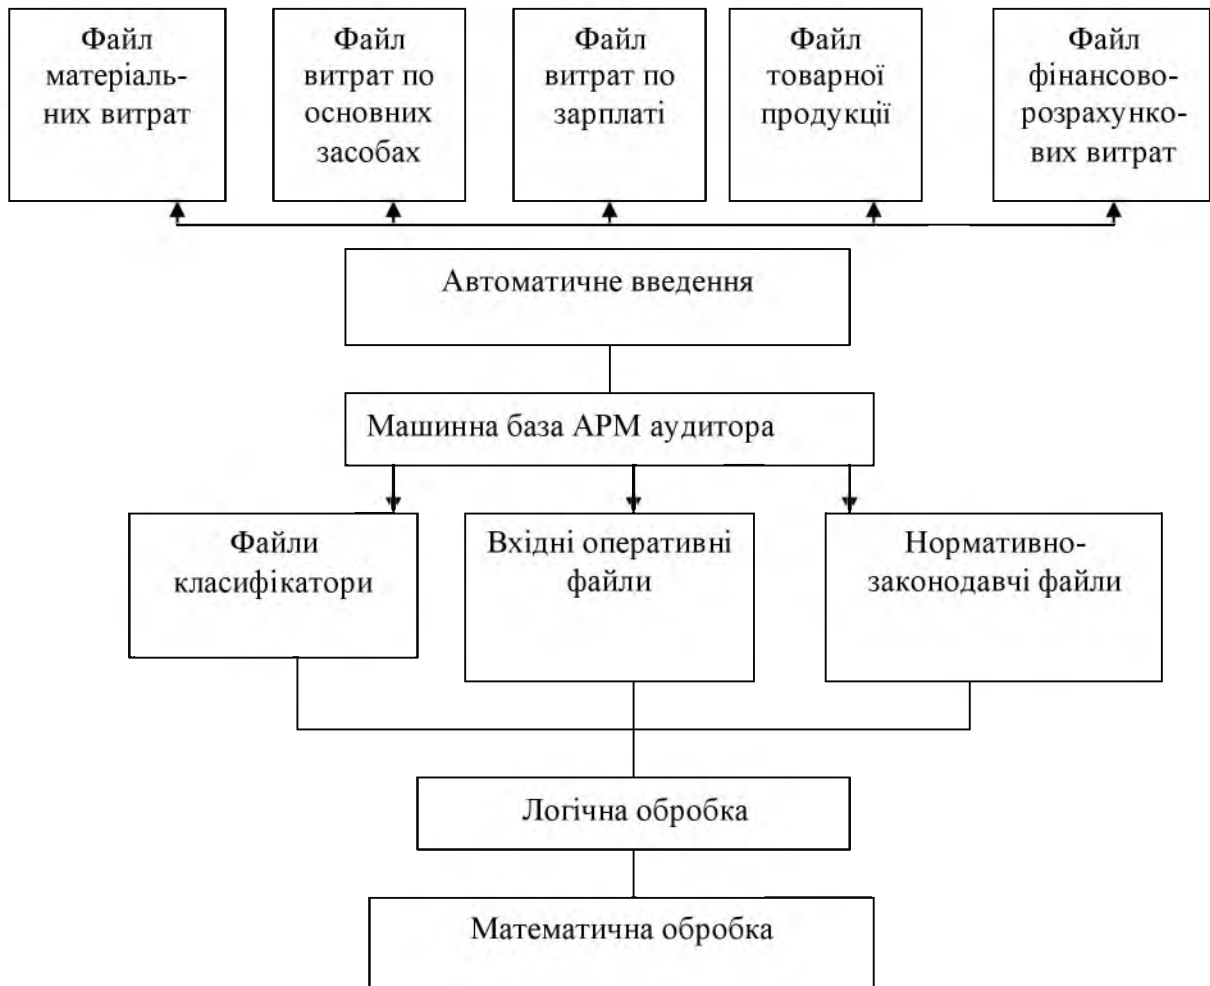 Файл
матеріаль-
них витрат
Файл
витрат по
основних
засобах
Файл
витрат по
зарплаті
Файл
товарної
продукції
Файл
фінансово-
розрахунко-
вих витрат
Автоматичне введення
Машинна база АРМ аудитора
Файли
класифікатори
Вхідні оперативні
файли
Нормативно-
законодавчі файли
Логічна обробка
Математична обробка